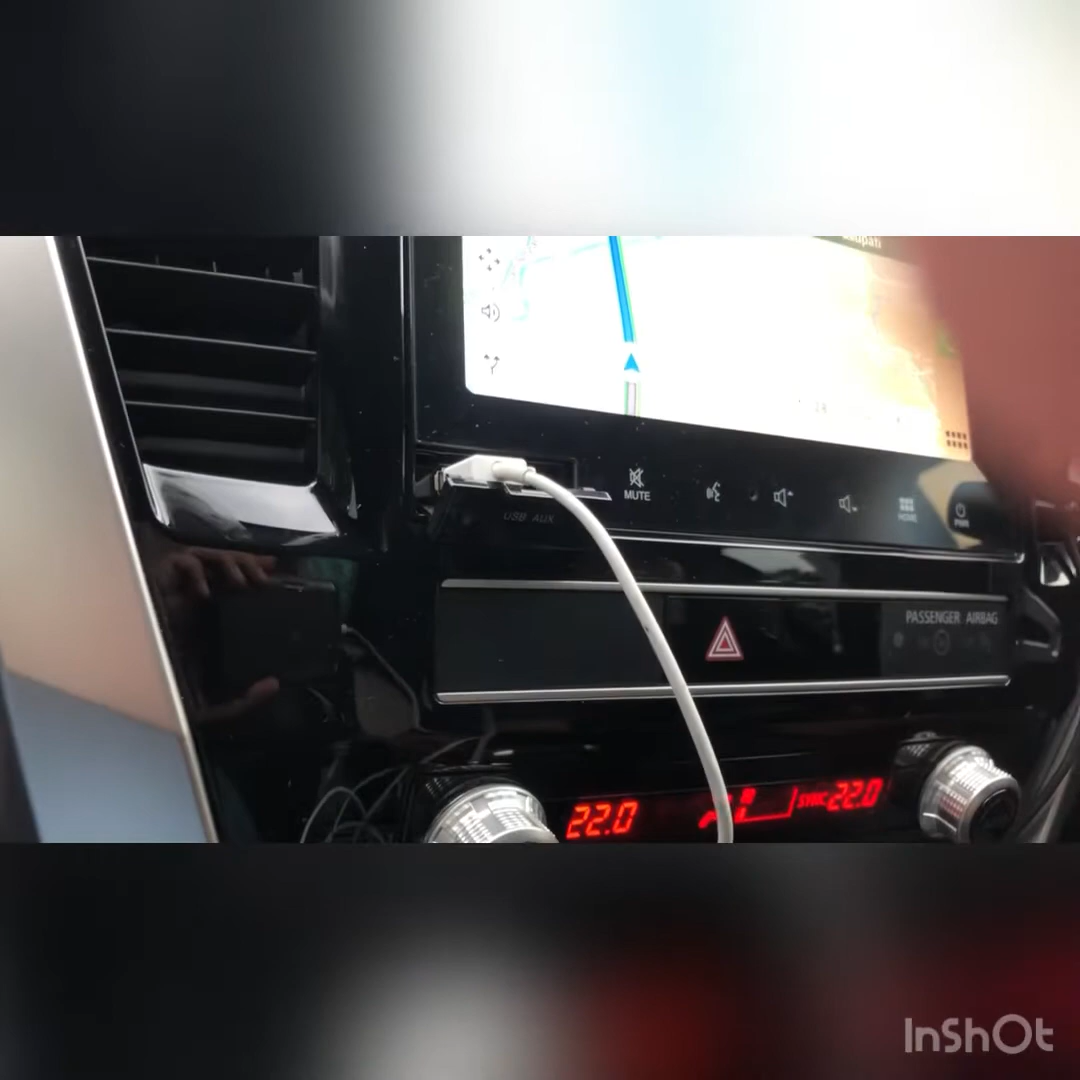 MUTE
USB AUX
HOME
PWR
PASSENGER AIRBAG
22.0
SYNC 22.0
InShOt